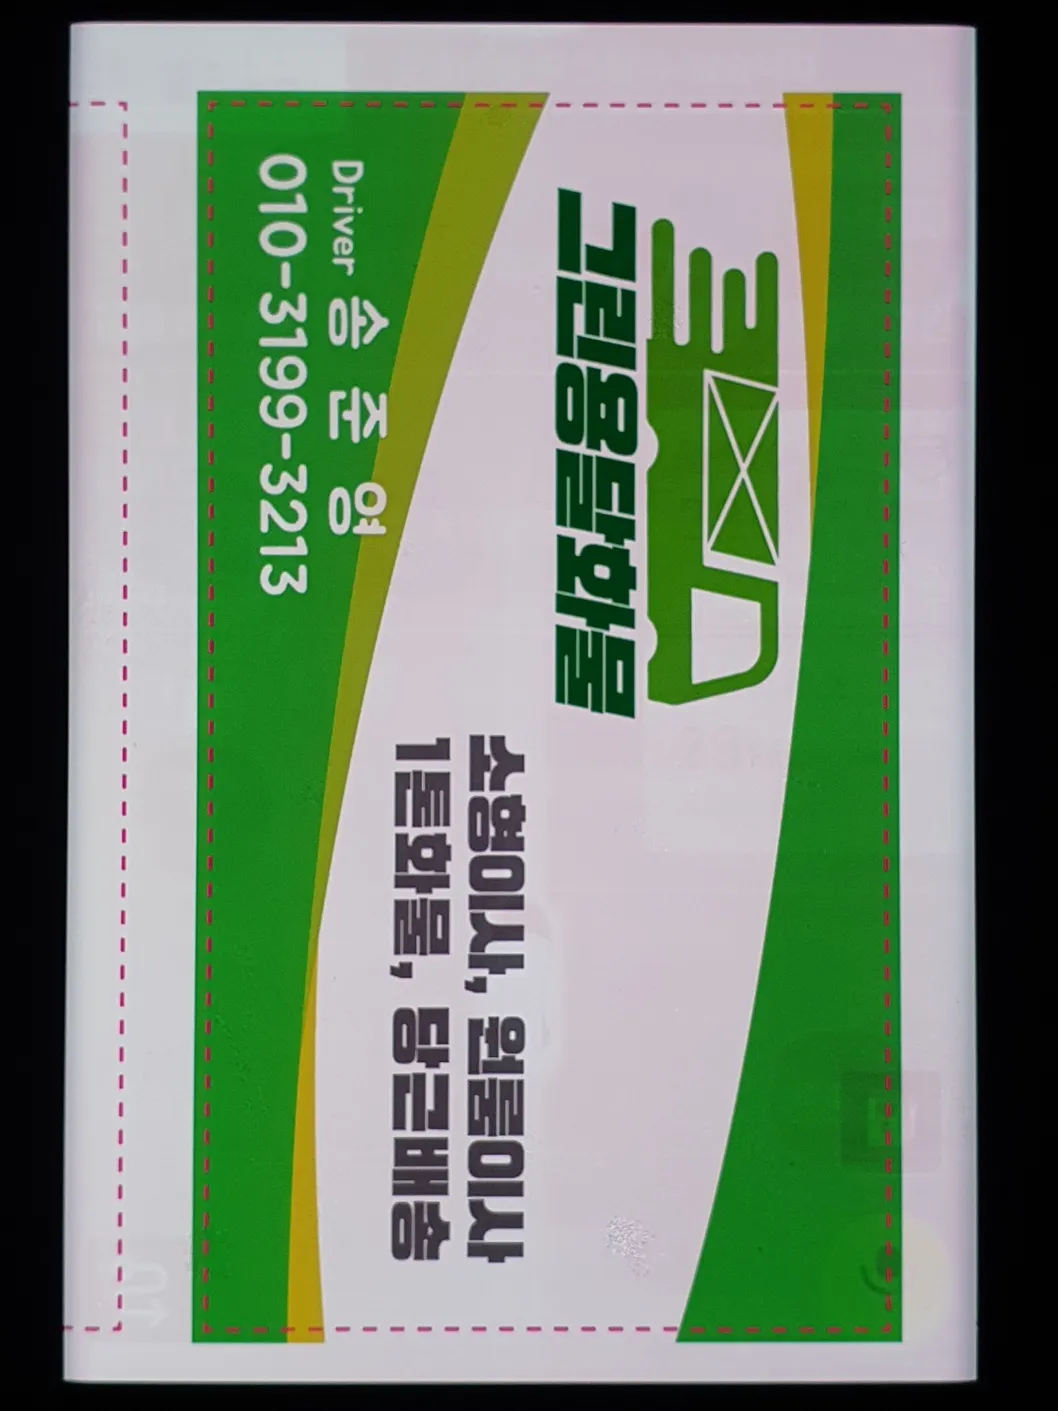 그린용달화물
소형이사, 원룸이사
1톤화물, 당근배송
Driver 송 준 영
010-3199-3213